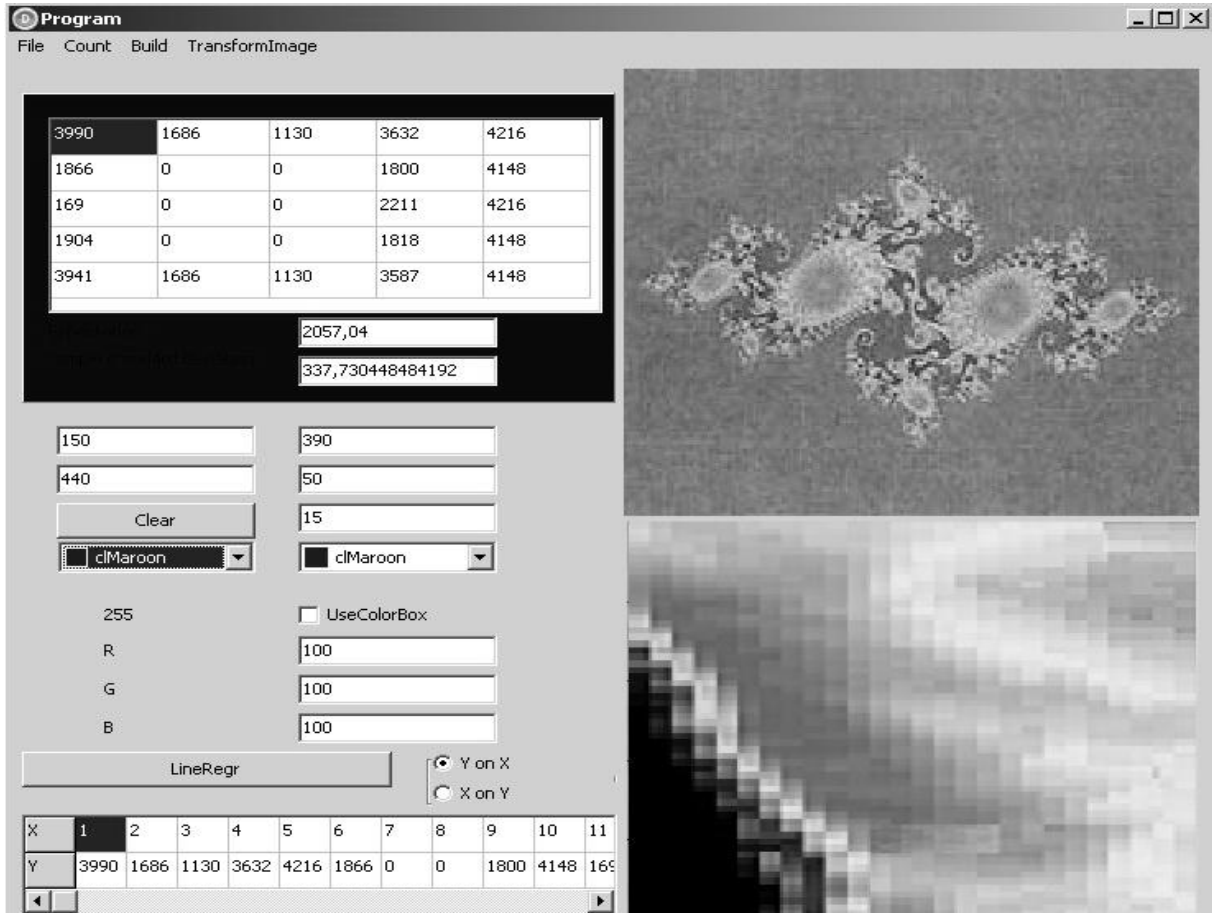 Program
File Count Build TransformImage
3990 1686 1130 3632 4216
1866 0 0 1800 4148
169 0 0 2211 4216
1904 0 0 1818 4148
3941 1686 1130 3587 4148
2057,04
337,730448484192
150 390
440 50
Clear 15
clMaroon clMaroon
255 UseColorBox
R 100
G 100
B 100
LineRegr Y on X
X on Y
X 1 2 3 4 5 6 7 8 9 10 11
Y 3990 1686 1130 3632 4216 1866 0 0 1800 4148